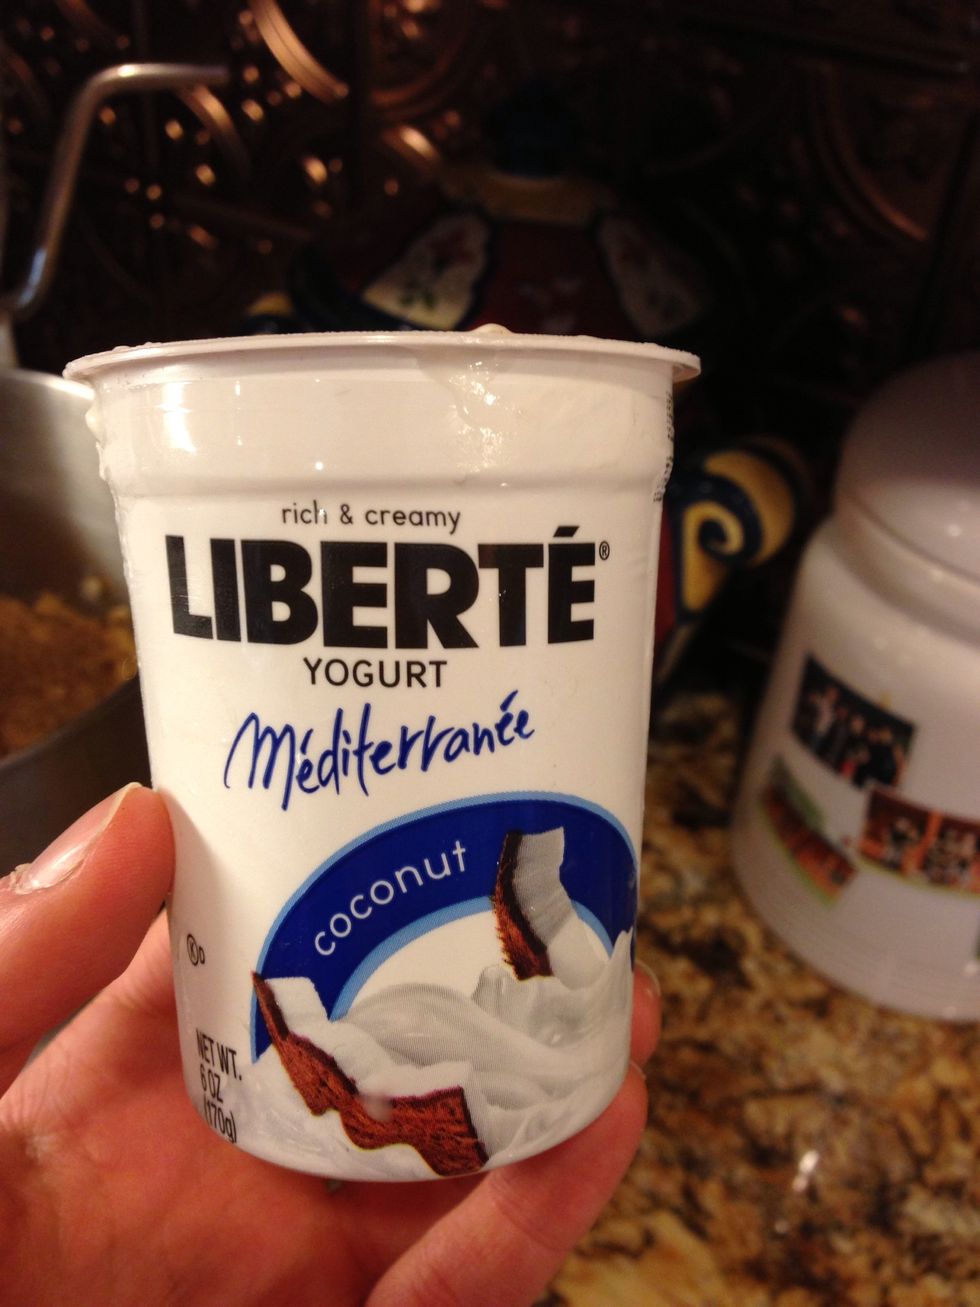 rich & creamy
LIBERTÉ®
YOGURT
Méditerranée
coconut
K D
NET WT.
6 OZ
(170g)